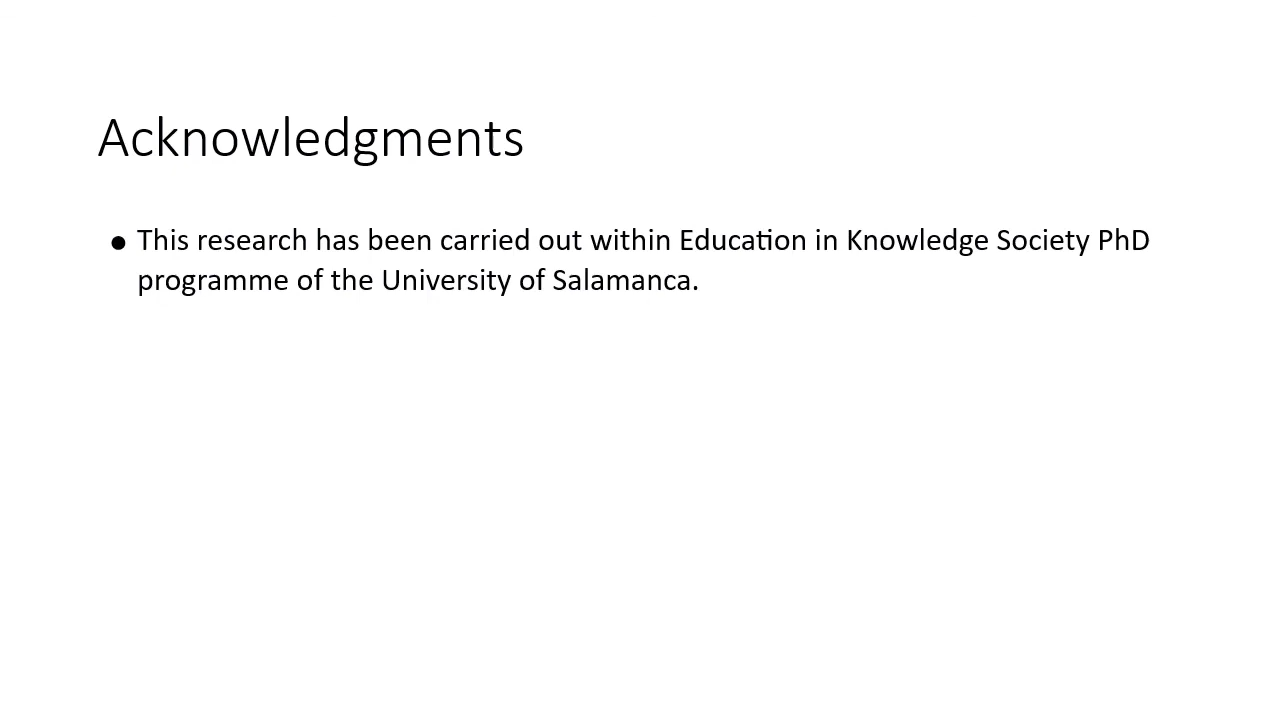 Acknowledgments
● This research has been carried out within Education in Knowledge Society PhD
programme of the University of Salamanca.